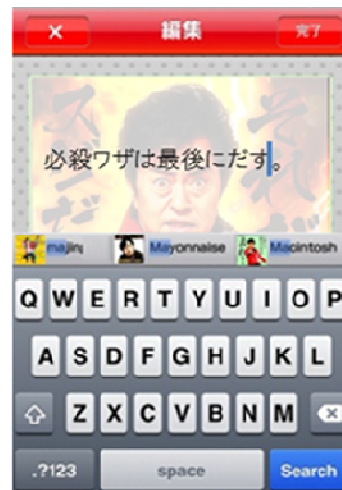 編集
完了
必殺ワザは最後にだす。
majin
Mayonnaise
Macintosh
Q W E R T Y U I O P
A S D F G H J K L
Z X C V B N M
.?123
space
Search